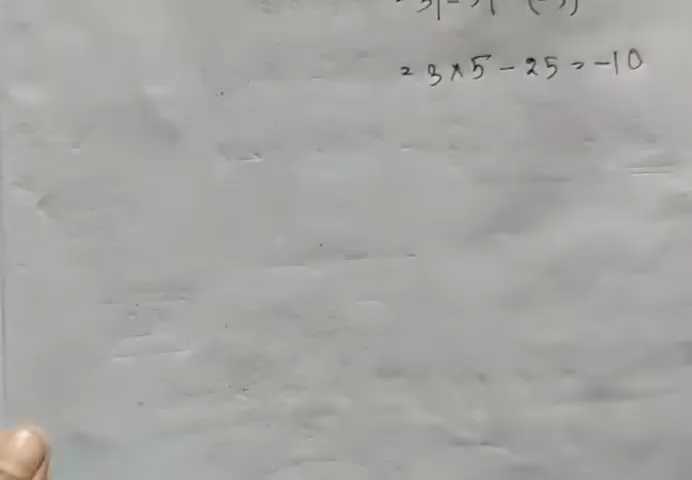 = 3 × 5 - 25 = -10